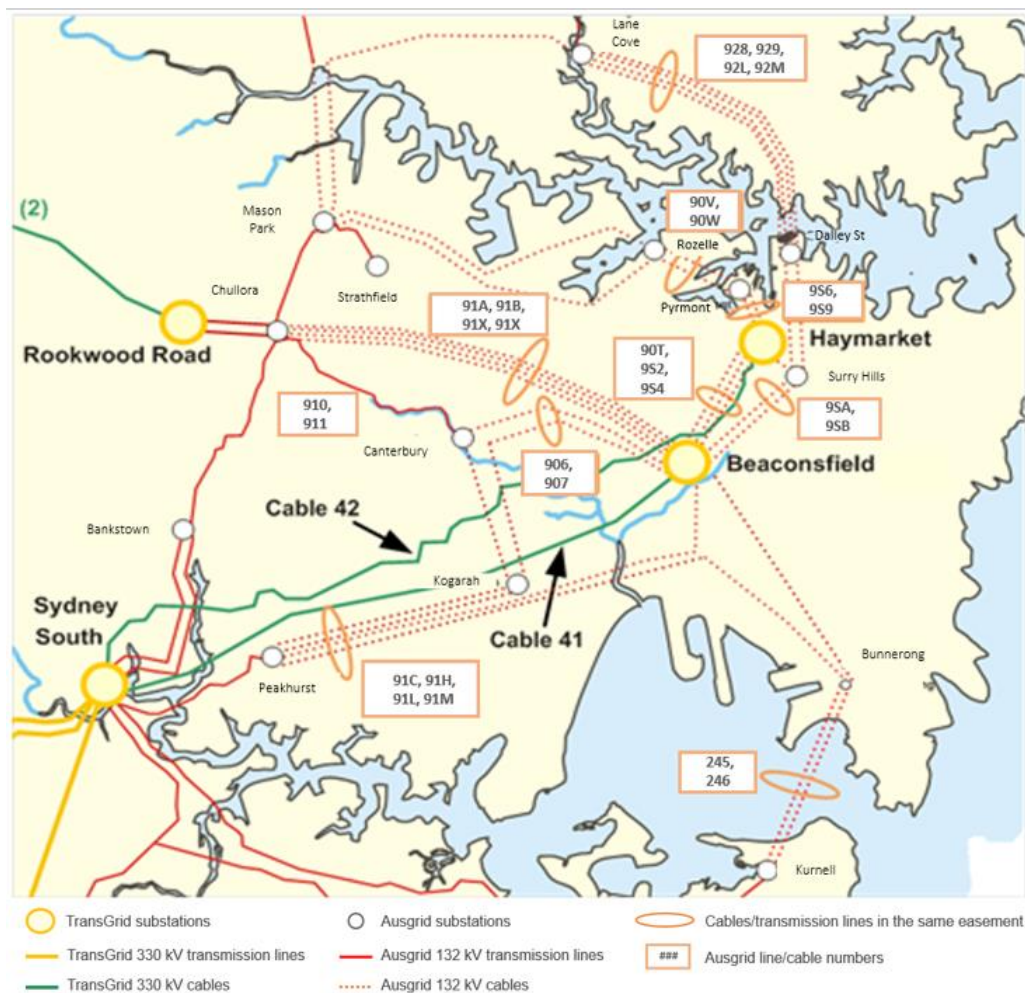 Lane
Cove
928, 929,
92L, 92M
(2)
Mason
Park
90V,
90W
Rozelle
Dalley St
Chullora
Strathfield
Pyrmont
9S6,
9S9
91A, 91B,
91X, 91X
Rookwood Road
Haymarket
90T,
9S2,
9S4
Surry Hills
910,
911
9SA,
9SB
Canterbury
Beaconsfield
906,
907
Cable 42
Bankstown
Kogarah
Sydney
South
Cable 41
Bunnerong
Peakhurst
91C, 91H,
91L, 91M
245,
246
Kurnell
TransGrid substations
Ausgrid substations
Cables/transmission lines in the same easement
TransGrid 330 kV transmission lines
Ausgrid 132 kV transmission lines
###
Ausgrid line/cable numbers
TransGrid 330 kV cables
Ausgrid 132 kV cables